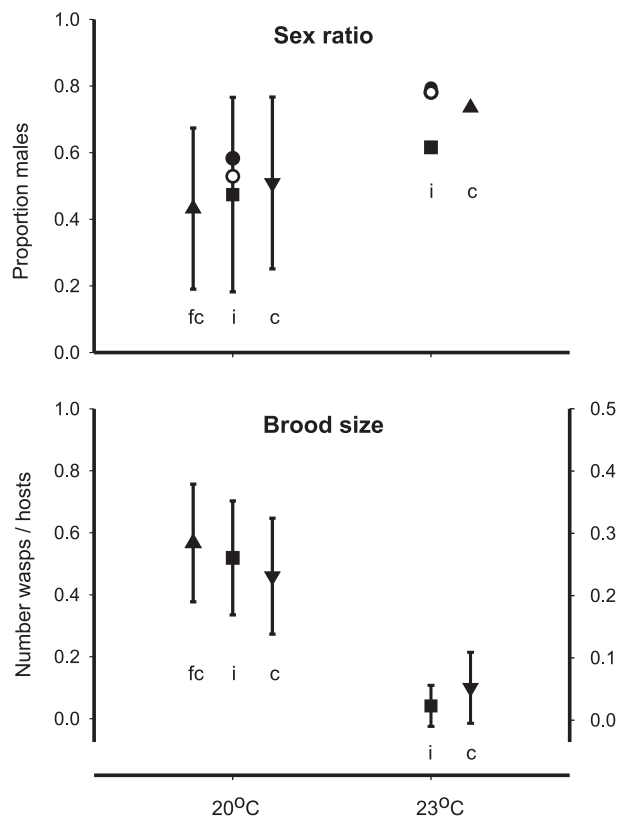 Sex ratio
Proportion males
1.0
0.8
0.6
0.4
0.2
0.0
fc i c
i c
Brood size
Number wasps / hosts
1.0
0.8
0.6
0.4
0.2
0.0
0.5
0.4
0.3
0.2
0.1
0.0
fc i c
i c
20°C 23°C